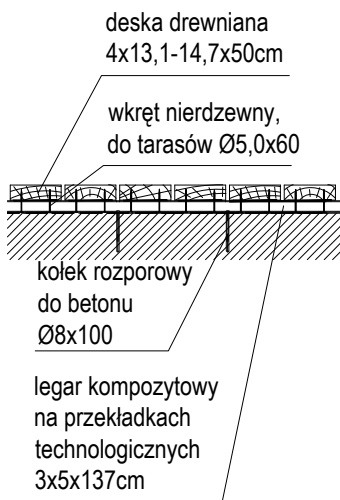 deska drewniana
4x13,1-14,7x50cm
wkręt nierdzewny,
do tarasów Ø5,0x60
kołek rozporowy
do betonu
Ø8x100
legar kompozytowy
na przekładkach
technologicznych
3x5x137cm